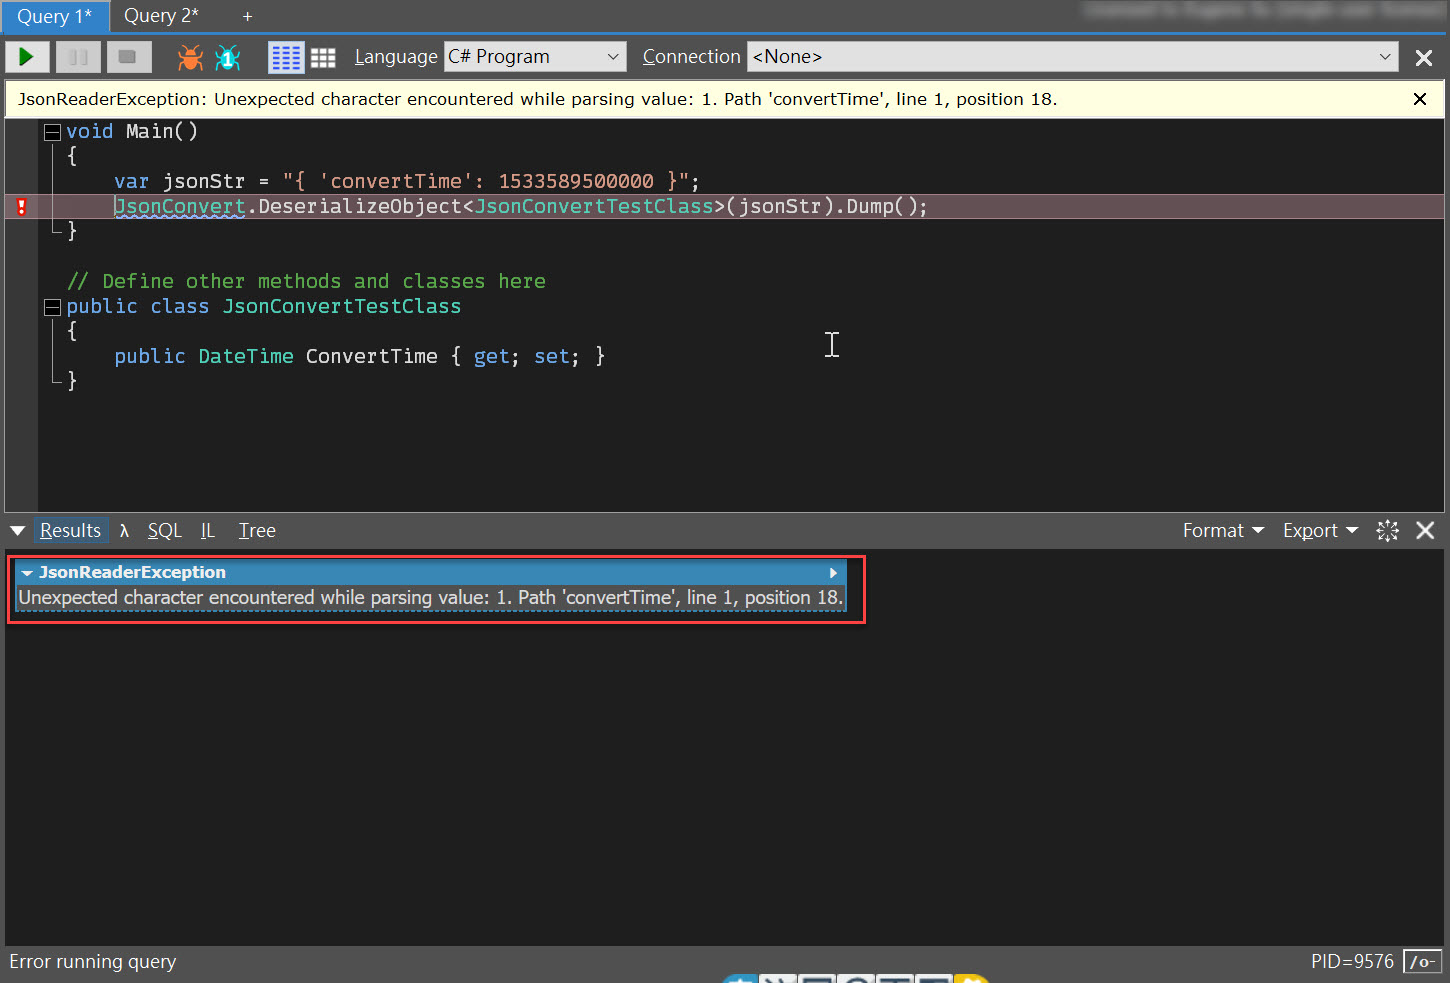 Query 1* Query 2* +
Language C# Program Connection <None>
JsonReaderException: Unexpected character encountered while parsing value: 1. Path 'convertTime', line 1, position 18.
void Main()
{
var jsonStr = "{ 'convertTime': 1533589500000 }";
JsonConvert.DeserializeObject<JsonConvertTestClass>(jsonStr).Dump();
}
// Define other methods and classes here
public class JsonConvertTestClass
{
public DateTime ConvertTime { get; set; }
}
Results λ SQL IL Tree Format Export
JsonReaderException
Unexpected character encountered while parsing value: 1. Path 'convertTime', line 1, position 18.
Error running query PID=9576 /o-